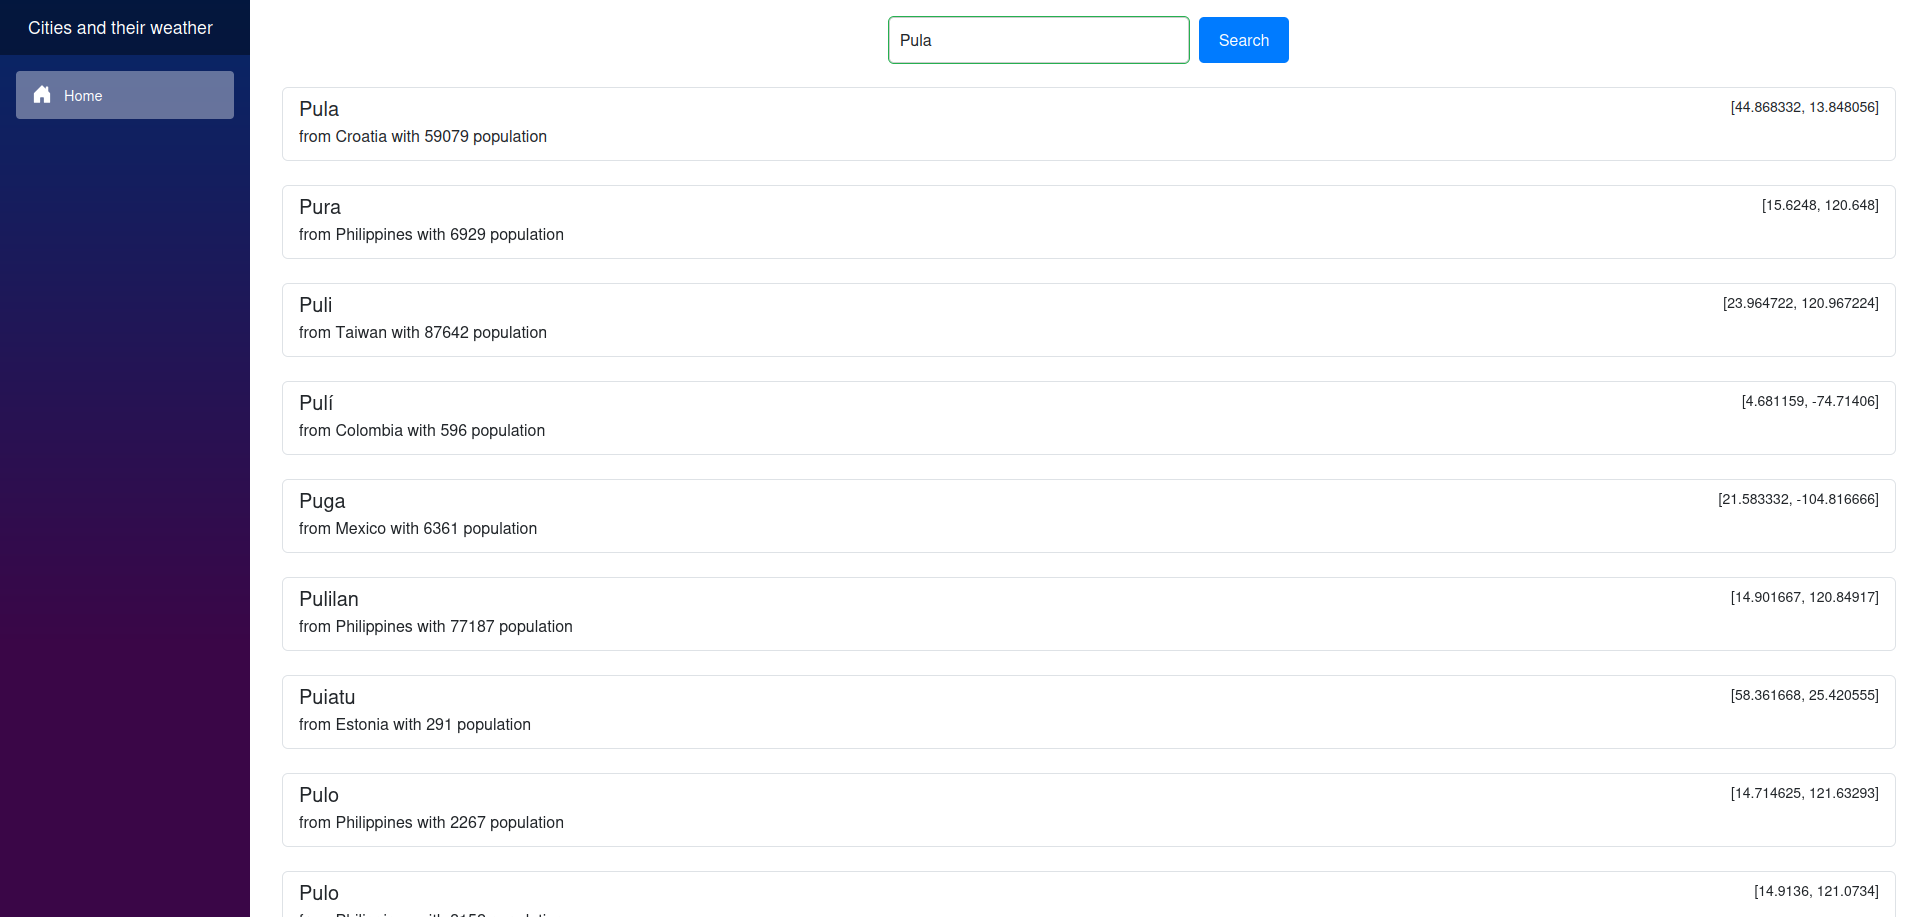 Cities and their weather
Home
Pula
Search
Pula
[44.868332, 13.848056]
from Croatia with 59079 population
Pura
[15.6248, 120.648]
from Philippines with 6929 population
Puli
[23.964722, 120.967224]
from Taiwan with 87642 population
Pulí
[4.681159, -74.71406]
from Colombia with 596 population
Puga
[21.583332, -104.816666]
from Mexico with 6361 population
Pulilan
[14.901667, 120.84917]
from Philippines with 77187 population
Puiatu
[58.361668, 25.420555]
from Estonia with 291 population
Pulo
[14.714625, 121.63293]
from Philippines with 2267 population
Pulo
[14.9136, 121.0734]